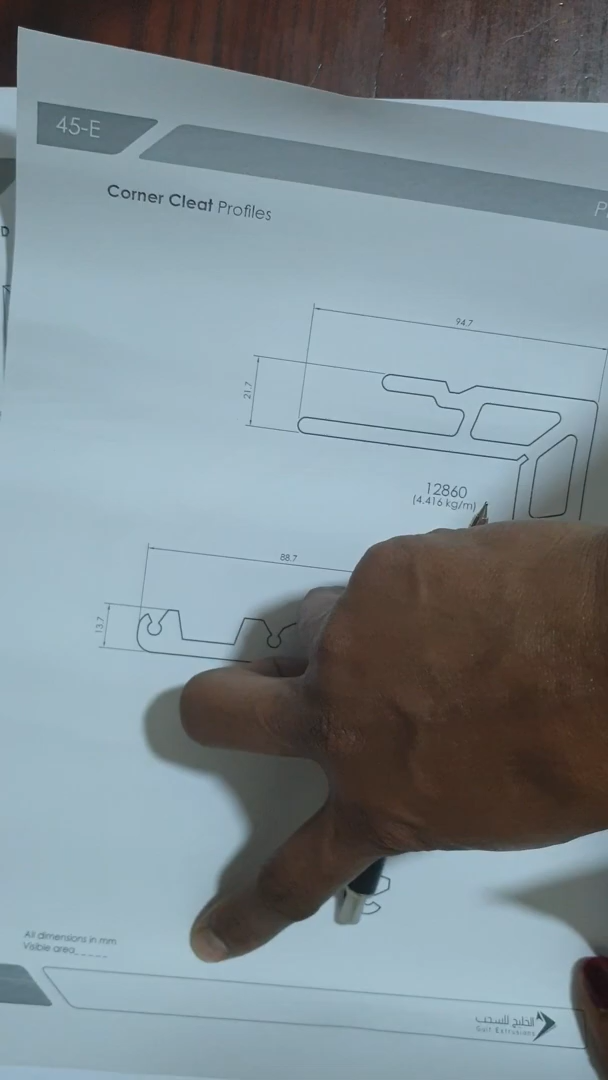 45-E
Corner Cleat Profiles
94.7
21.7
12860
(4.416 kg/m)
88.7
13.7
All dimensions in mm
Visible area_____
الخليج للسحب
Gulf Extrusions